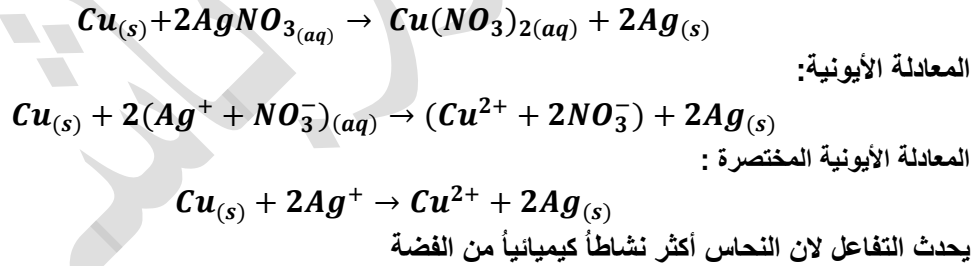 Cu(s)+2AgNO3(aq) → Cu(NO3)2(aq) + 2Ag(s)
المعادلة الأيونية:
Cu(s) + 2(Ag⁺ + NO₃⁻)(aq) → (Cu²⁺ + 2NO₃⁻) + 2Ag(s)
المعادلة الأيونية المختصرة :
Cu(s) + 2Ag⁺ → Cu²⁺ + 2Ag(s)
يحدث التفاعل لان النحاس أكثر نشاطاُ كيميائياُ من الفضة